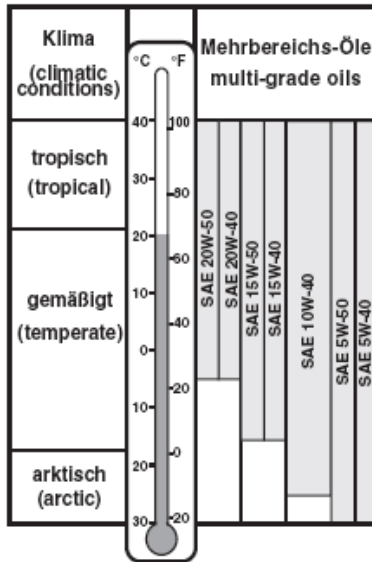 Klima
(climatic
conditions)
°C °F
Mehrbereichs-Öle
multi-grade oils
tropisch
(tropical)
gemäßigt
(temperate)
arktisch
(arctic)
40
30
20
10
0
10
20
30
100
80
60
40
20
-0
-20
SAE 20W-50
SAE 20W-40
SAE 15W-50
SAE 15W-40
SAE 10W-40
SAE 5W-50
SAE 5W-40